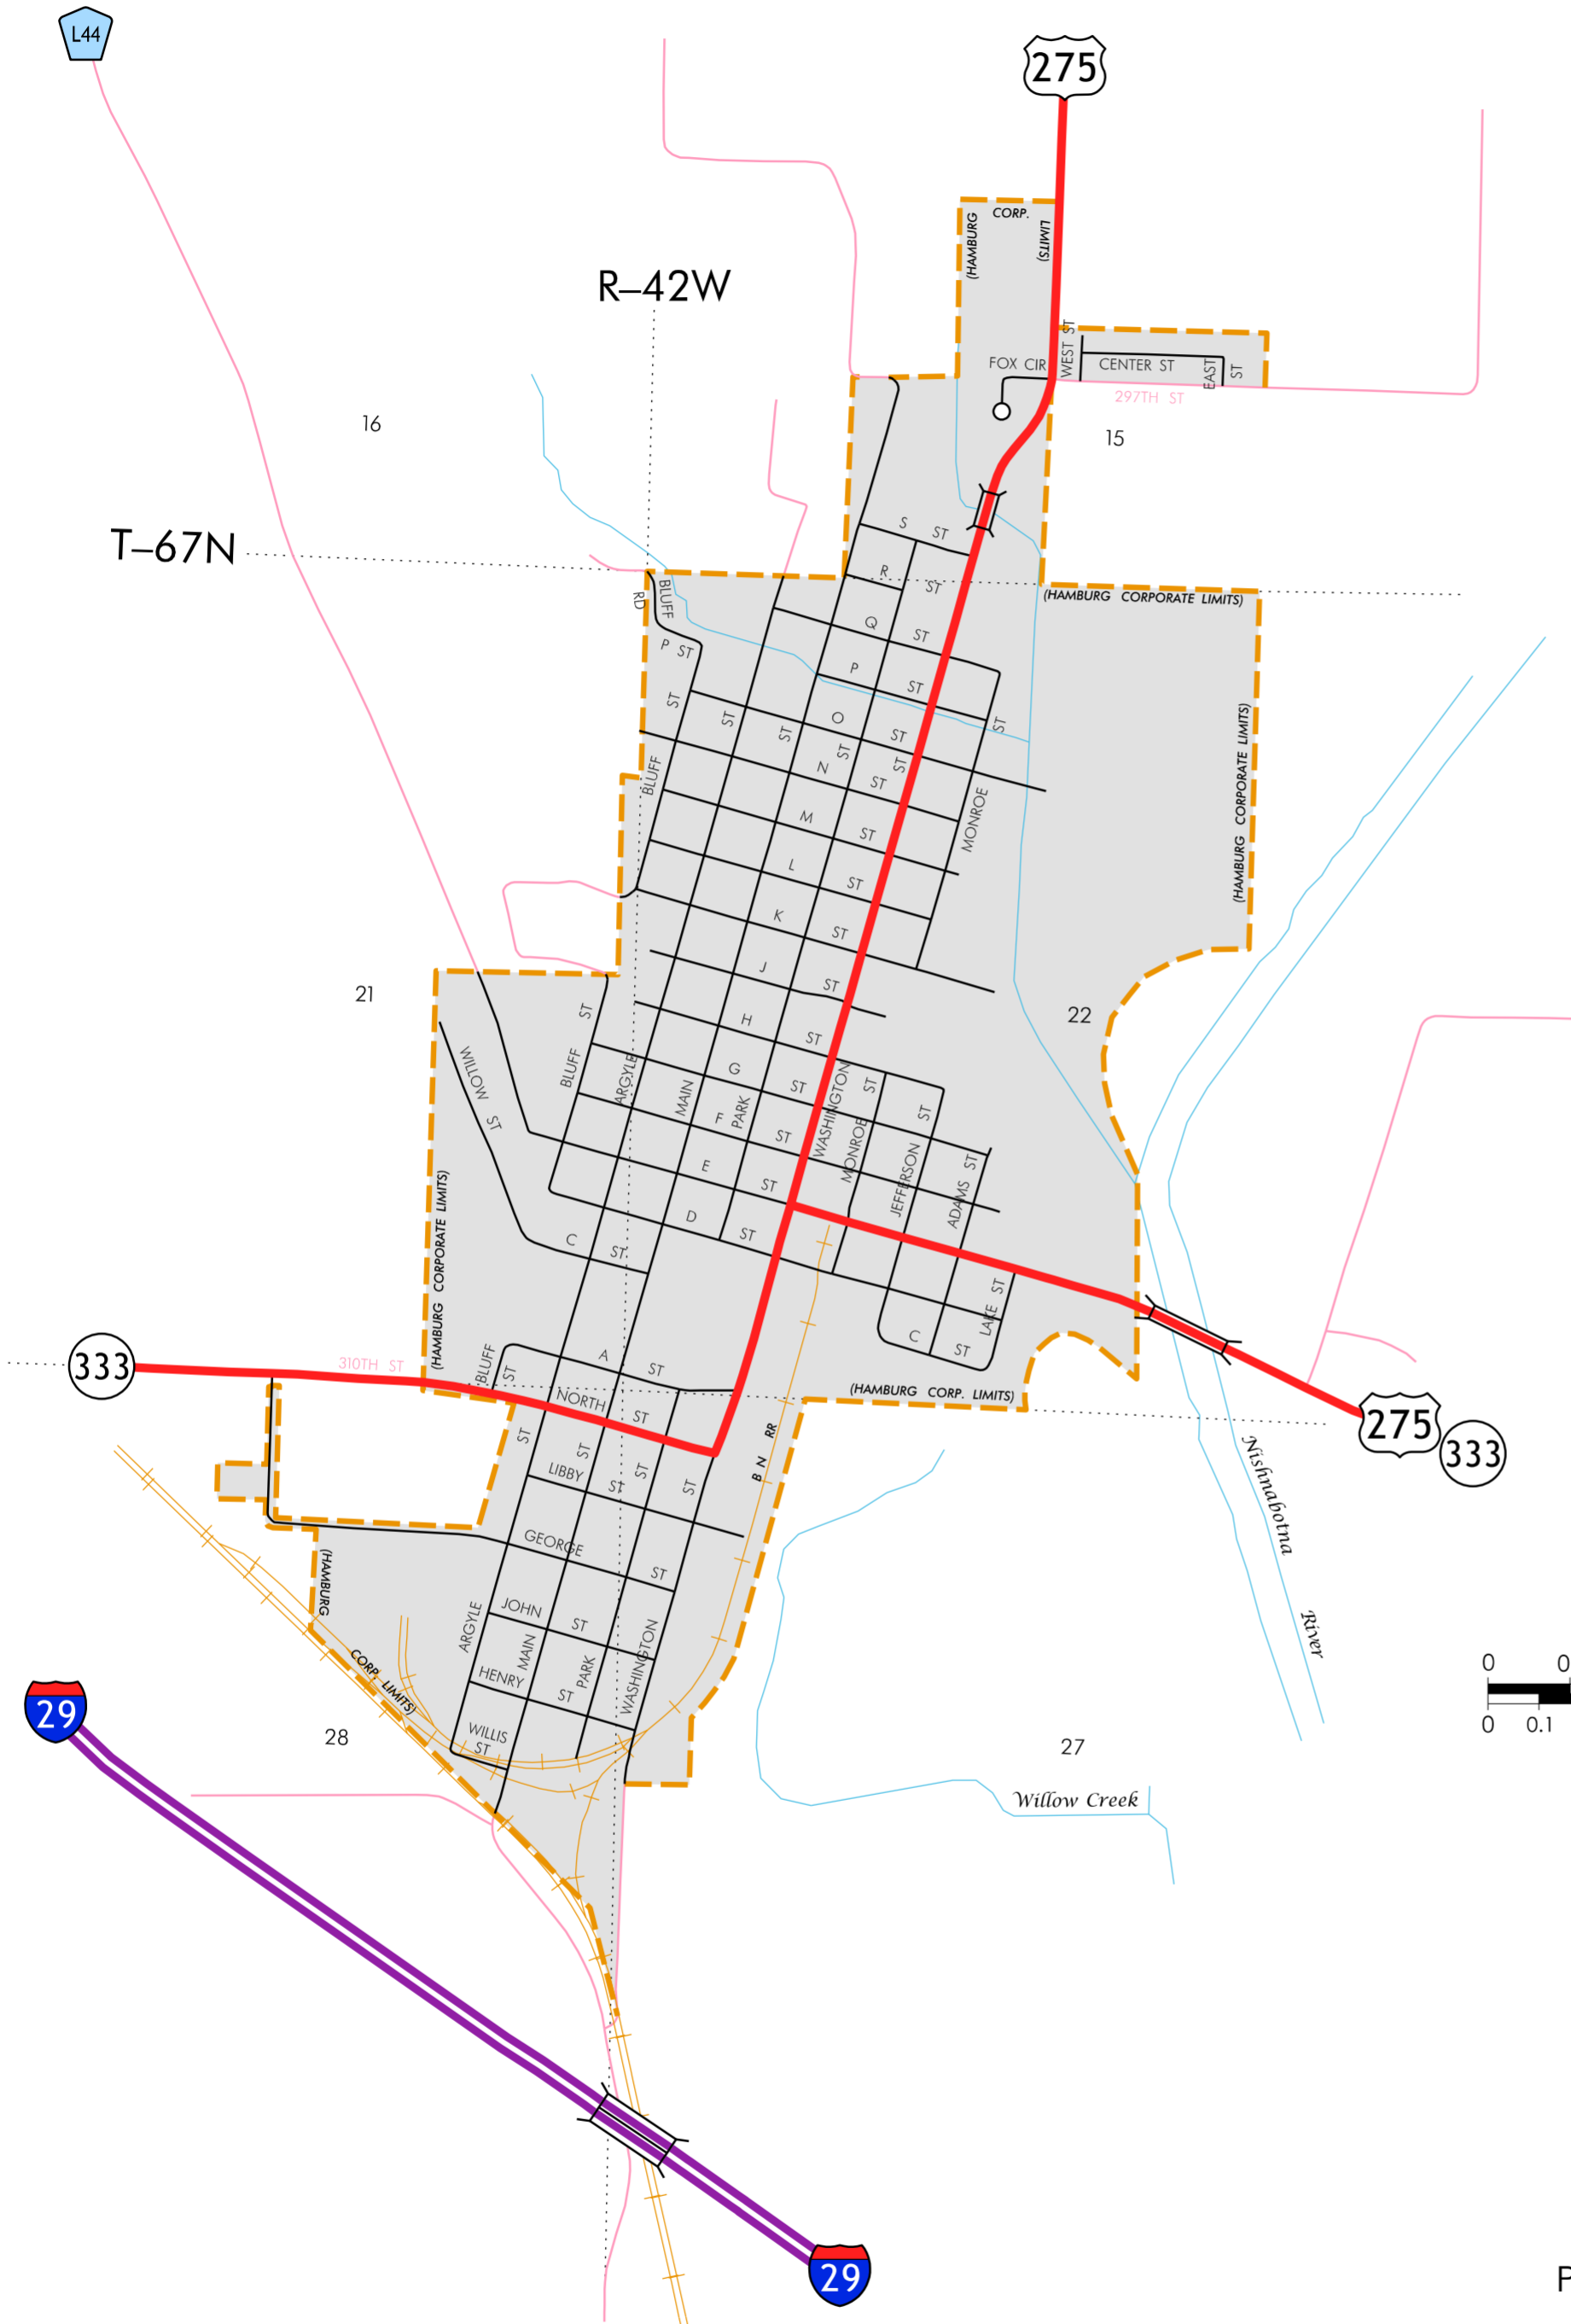 L44
275
(HAMBURG
CORP.
LIMITS)
R–42W
WEST ST
FOX CIR
CENTER ST
EAST
ST
297TH ST
16
15
T–67N
S ST
R ST
(HAMBURG CORPORATE LIMITS)
BLUFF
RD
Q ST
P ST
P ST
ST
ST
ST
ST
ST
ST
O ST
N ST
BLUFF
M ST
MONROE
(HAMBURG CORPORATE LIMITS)
L ST
K ST
J ST
21
22
H ST
WILLOW ST
BLUFF ST
ARGYLE
MAIN
PARK
G ST
WASHINGTON
MONROE ST
F ST
JEFFERSON ST
ADAMS ST
E ST
D ST
C ST
(HAMBURG CORPORATE LIMITS)
LAKE ST
C ST
333
310TH ST
BLUFF
ST
A ST
NORTH ST
(HAMBURG CORP. LIMITS)
275
333
BN RR
Nishnabotna
River
ST
ST
ST
ST
LIBBY ST
GEORGE ST
(HAMBURG
CORP. LIMITS)
JOHN ST
ARGYLE
MAIN
PARK
WASHINGTON
HENRY ST
WILLIS
ST
0
0
0.1
29
28
27
Willow Creek
29
P